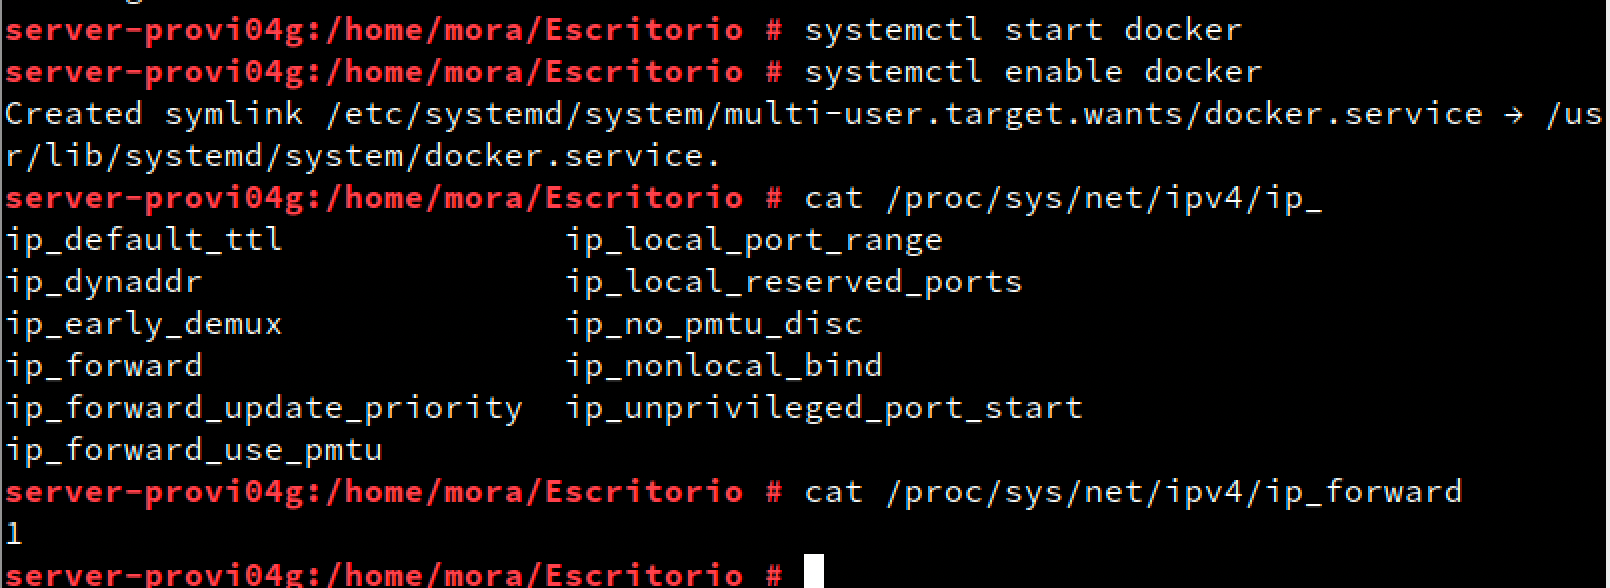 server-provi04g:/home/mora/Escritorio # systemctl start docker
server-provi04g:/home/mora/Escritorio # systemctl enable docker
Created symlink /etc/systemd/system/multi-user.target.wants/docker.service → /us
r/lib/systemd/system/docker.service.
server-provi04g:/home/mora/Escritorio # cat /proc/sys/net/ipv4/ip_
ip_default_ttl ip_local_port_range
ip_dynaddr ip_local_reserved_ports
ip_early_demux ip_no_pmtu_disc
ip_forward ip_nonlocal_bind
ip_forward_update_priority ip_unprivileged_port_start
ip_forward_use_pmtu
server-provi04g:/home/mora/Escritorio # cat /proc/sys/net/ipv4/ip_forward
1
server-provi04g:/home/mora/Escritorio #